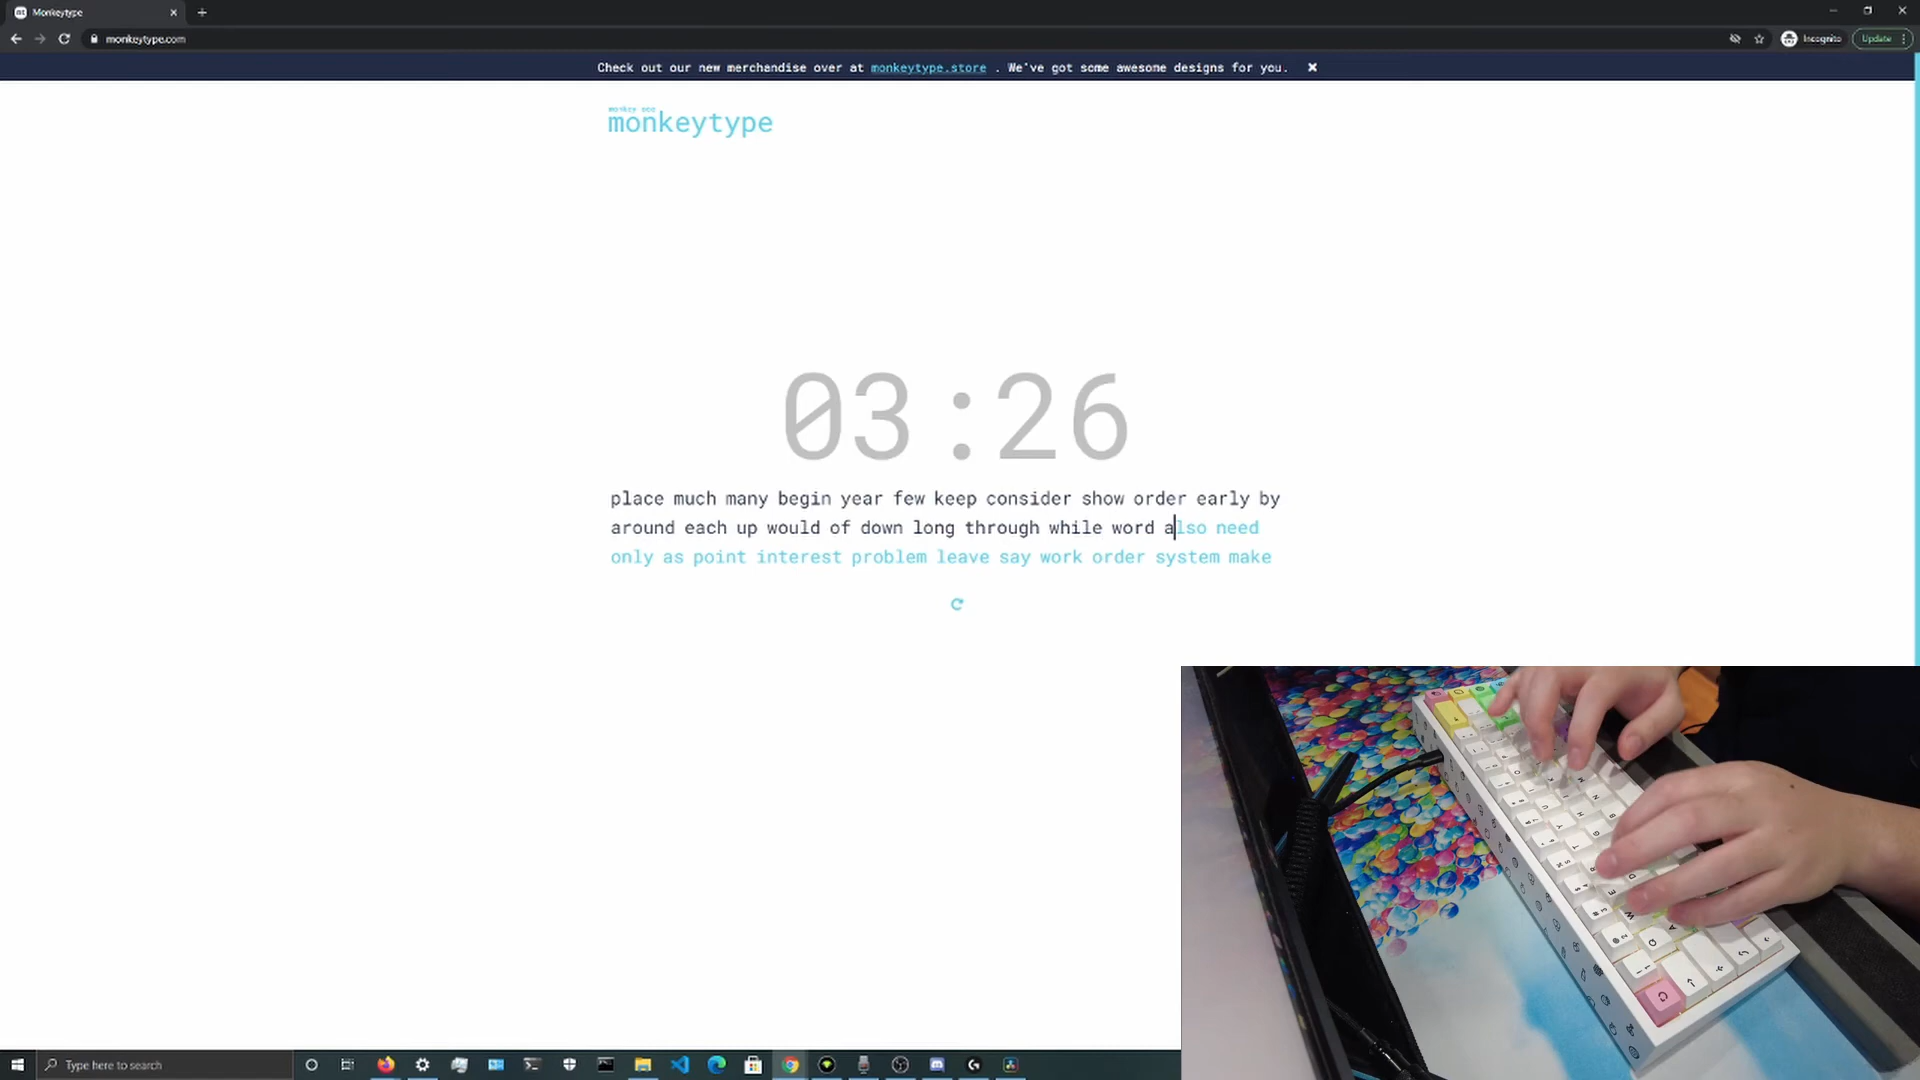 Monkeytype
monkeytype.com
Incognito
Update
Check out our new merchandise over at monkeytype.store . We've got some awesome designs for you.
monkey see
monkeytype
03:26
place much many begin year few keep consider show order early by
around each up would of down long through while word also need
only as point interest problem leave say work order system make
Type here to search